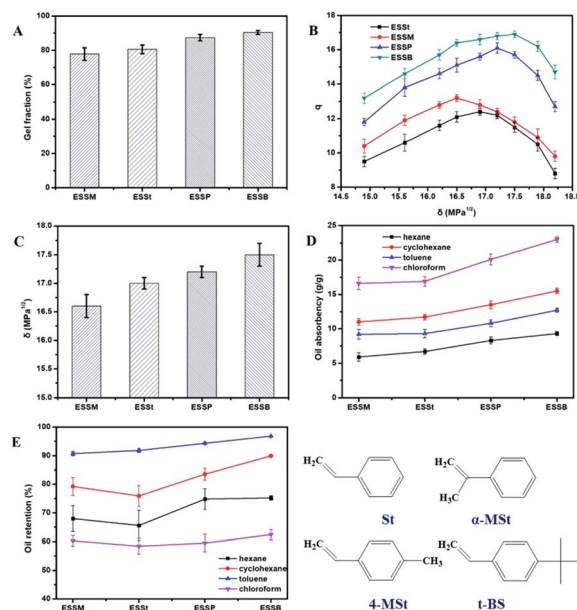 A
Gel fraction (%)
100
80
60
40
20
0
ESSM ESSt ESSP ESSB
B
ESSt
ESSM
ESSP
ESSB
q
18
16
14
12
10
8
14.5 15.0 15.5 16.0 16.5 17.0 17.5 18.0 18.5
δ (MPa1/2)
C
δ (MPa1/2)
17.5
17.0
16.5
16.0
15.5
15.0
ESSM ESSt ESSP ESSB
D
hexane
cyclohexane
toluene
chloroform
Oil absorbency (g/g)
25
20
15
10
5
0
ESSM ESSt ESSP ESSB
E
Oil retention (%)
100
90
80
70
60
50
40
30
hexane
cyclohexane
toluene
chloroform
ESSM ESSt ESSP ESSB
H2C
St
H2C
H3C
α-MSt
H2C
CH3
4-MSt
H2C
t-BS